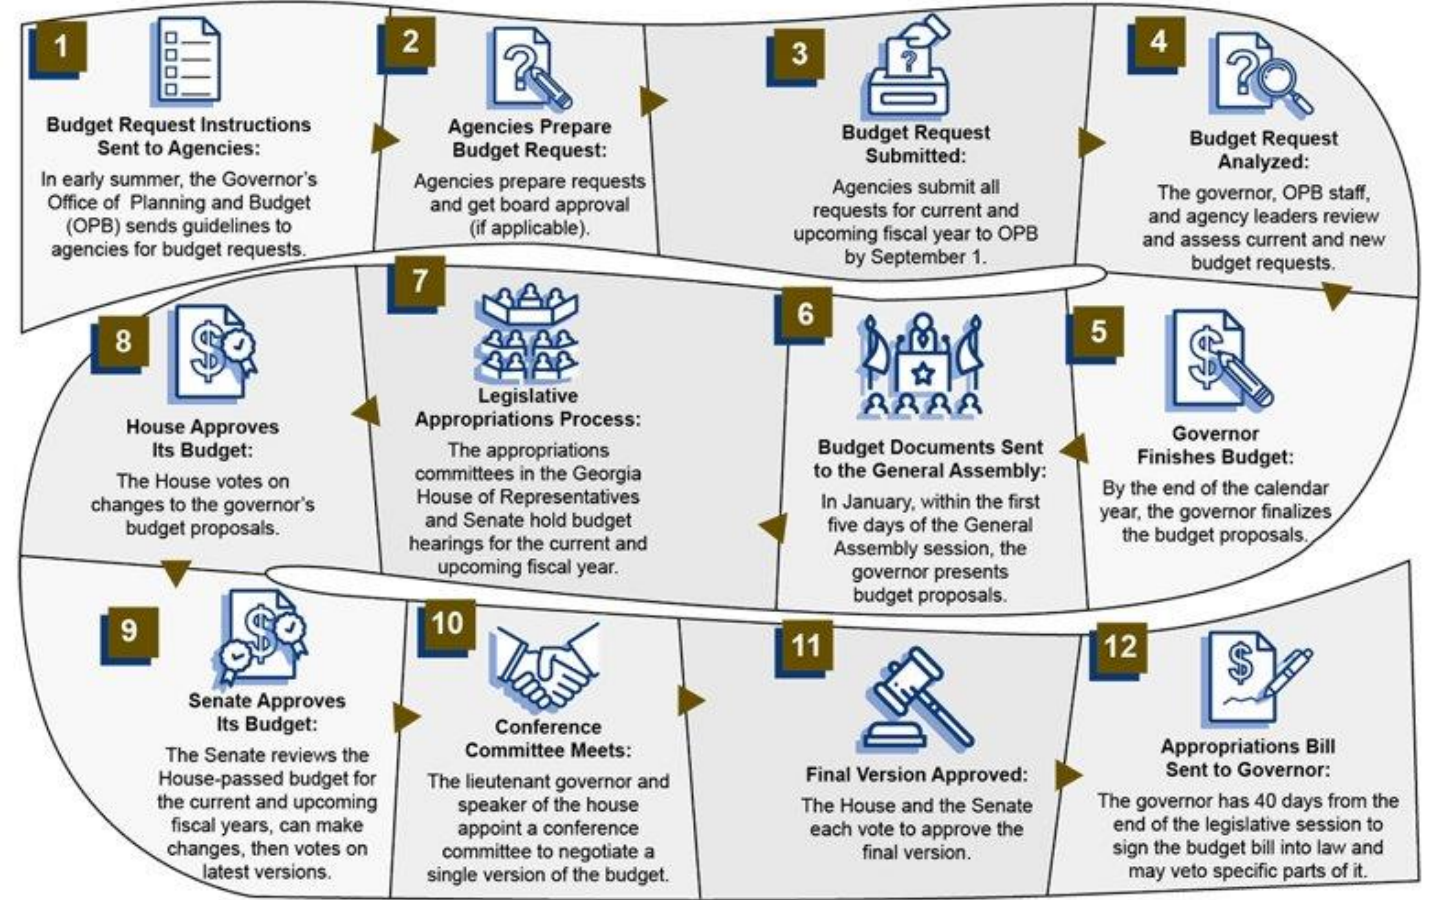 1
Budget Request Instructions
Sent to Agencies:
In early summer, the Governor's
Office of Planning and Budget
(OPB) sends guidelines to
agencies for budget requests.
2
Agencies Prepare
Budget Request:
Agencies prepare requests
and get board approval
(if applicable).
3
Budget Request
Submitted:
Agencies submit all
requests for current and
upcoming fiscal year to OPB
by September 1.
4
Budget Request
Analyzed:
The governor, OPB staff,
and agency leaders review
and assess current and new
budget requests.
5
Governor
Finishes Budget:
By the end of the calendar
year, the governor finalizes
the budget proposals.
6
Budget Documents Sent
to the General Assembly:
In January, within the first
five days of the General
Assembly session, the
governor presents
budget proposals.
7
Legislative
Appropriations Process:
The appropriations
committees in the Georgia
House of Representatives
and Senate hold budget
hearings for the current and
upcoming fiscal year.
8
House Approves
Its Budget:
The House votes on
changes to the governor's
budget proposals.
9
Senate Approves
Its Budget:
The Senate reviews the
House-passed budget for
the current and upcoming
fiscal years, can make
changes, then votes on
latest versions.
10
Conference
Committee Meets:
The lieutenant governor and
speaker of the house
appoint a conference
committee to negotiate a
single version of the budget.
11
Final Version Approved:
The House and the Senate
each vote to approve the
final version.
12
Appropriations Bill
Sent to Governor:
The governor has 40 days from the
end of the legislative session to
sign the budget bill into law and
may veto specific parts of it.